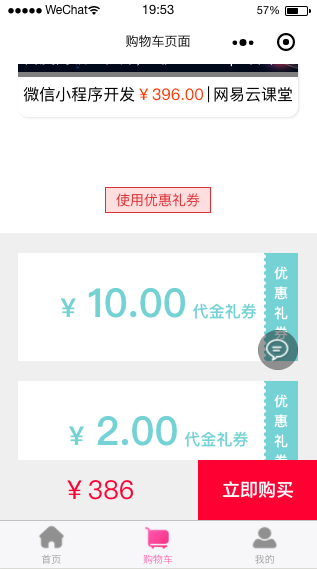 WeChat 19:53 57%
购物车页面
微信小程序开发 ¥396.00 | 网易云课堂
使用优惠礼券
¥ 10.00 代金礼券
优惠礼券
¥ 2.00 代金礼券
优惠礼
¥386 立即购买
首页 购物车 我的